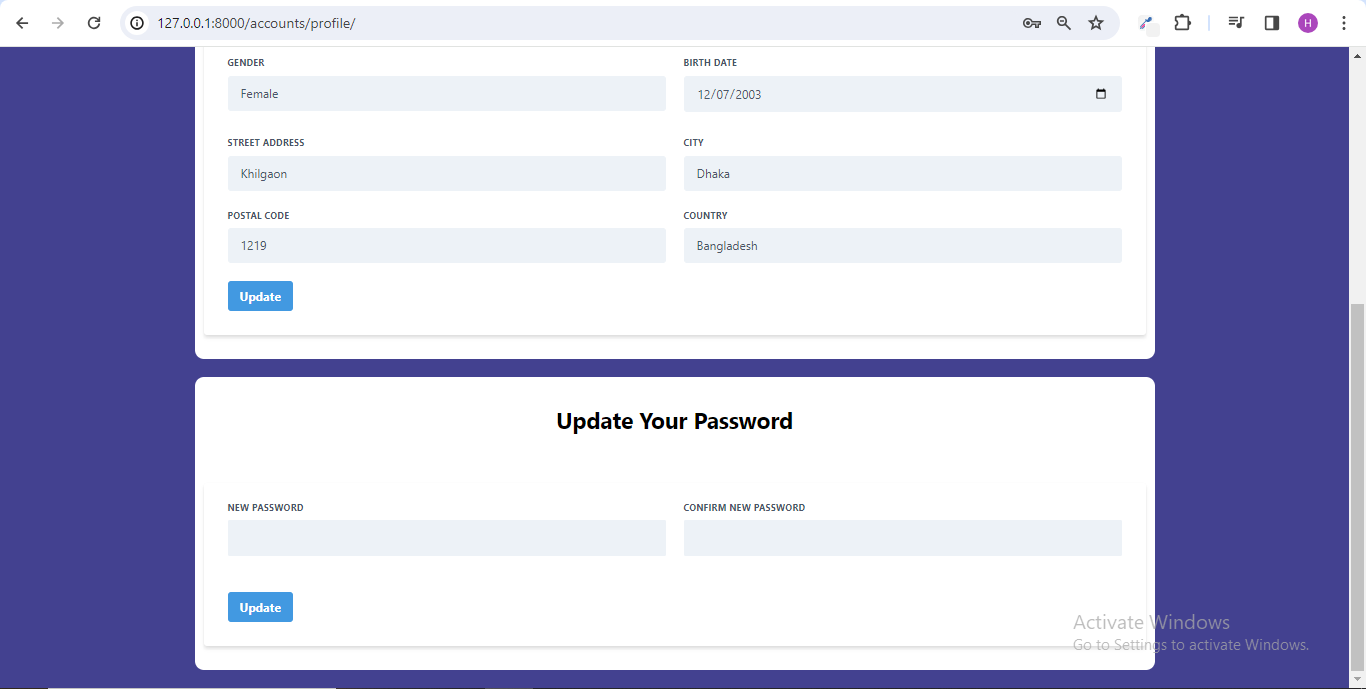 127.0.0.1:8000/accounts/profile/
H
GENDER
BIRTH DATE
Female
12/07/2003
STREET ADDRESS
CITY
Khilgaon
Dhaka
POSTAL CODE
COUNTRY
1219
Bangladesh
Update
Update Your Password
NEW PASSWORD
CONFIRM NEW PASSWORD
Update
Activate Windows
Go to Settings to activate Windows.